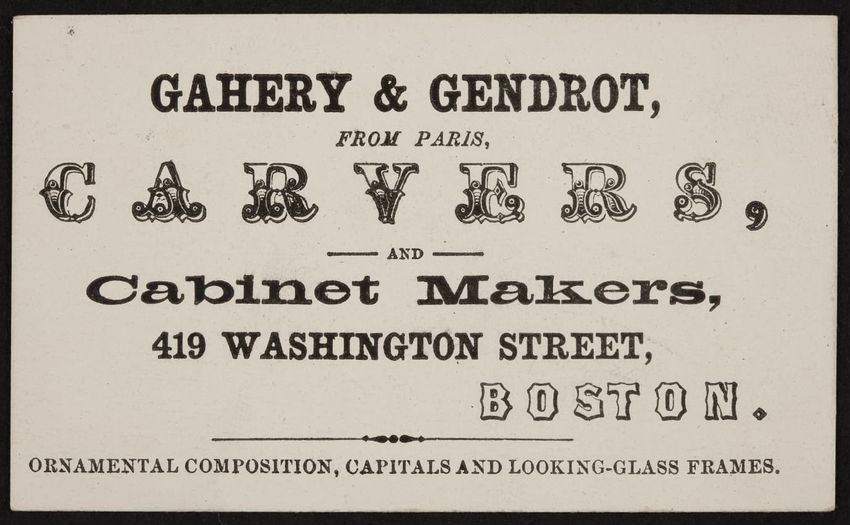 GAHERY & GENDROT,
FROM PARIS,
CARVERS,
AND
Cabinet Makers,
419 WASHINGTON STREET,
BOSTON.
ORNAMENTAL COMPOSITION, CAPITALS AND LOOKING-GLASS FRAMES.